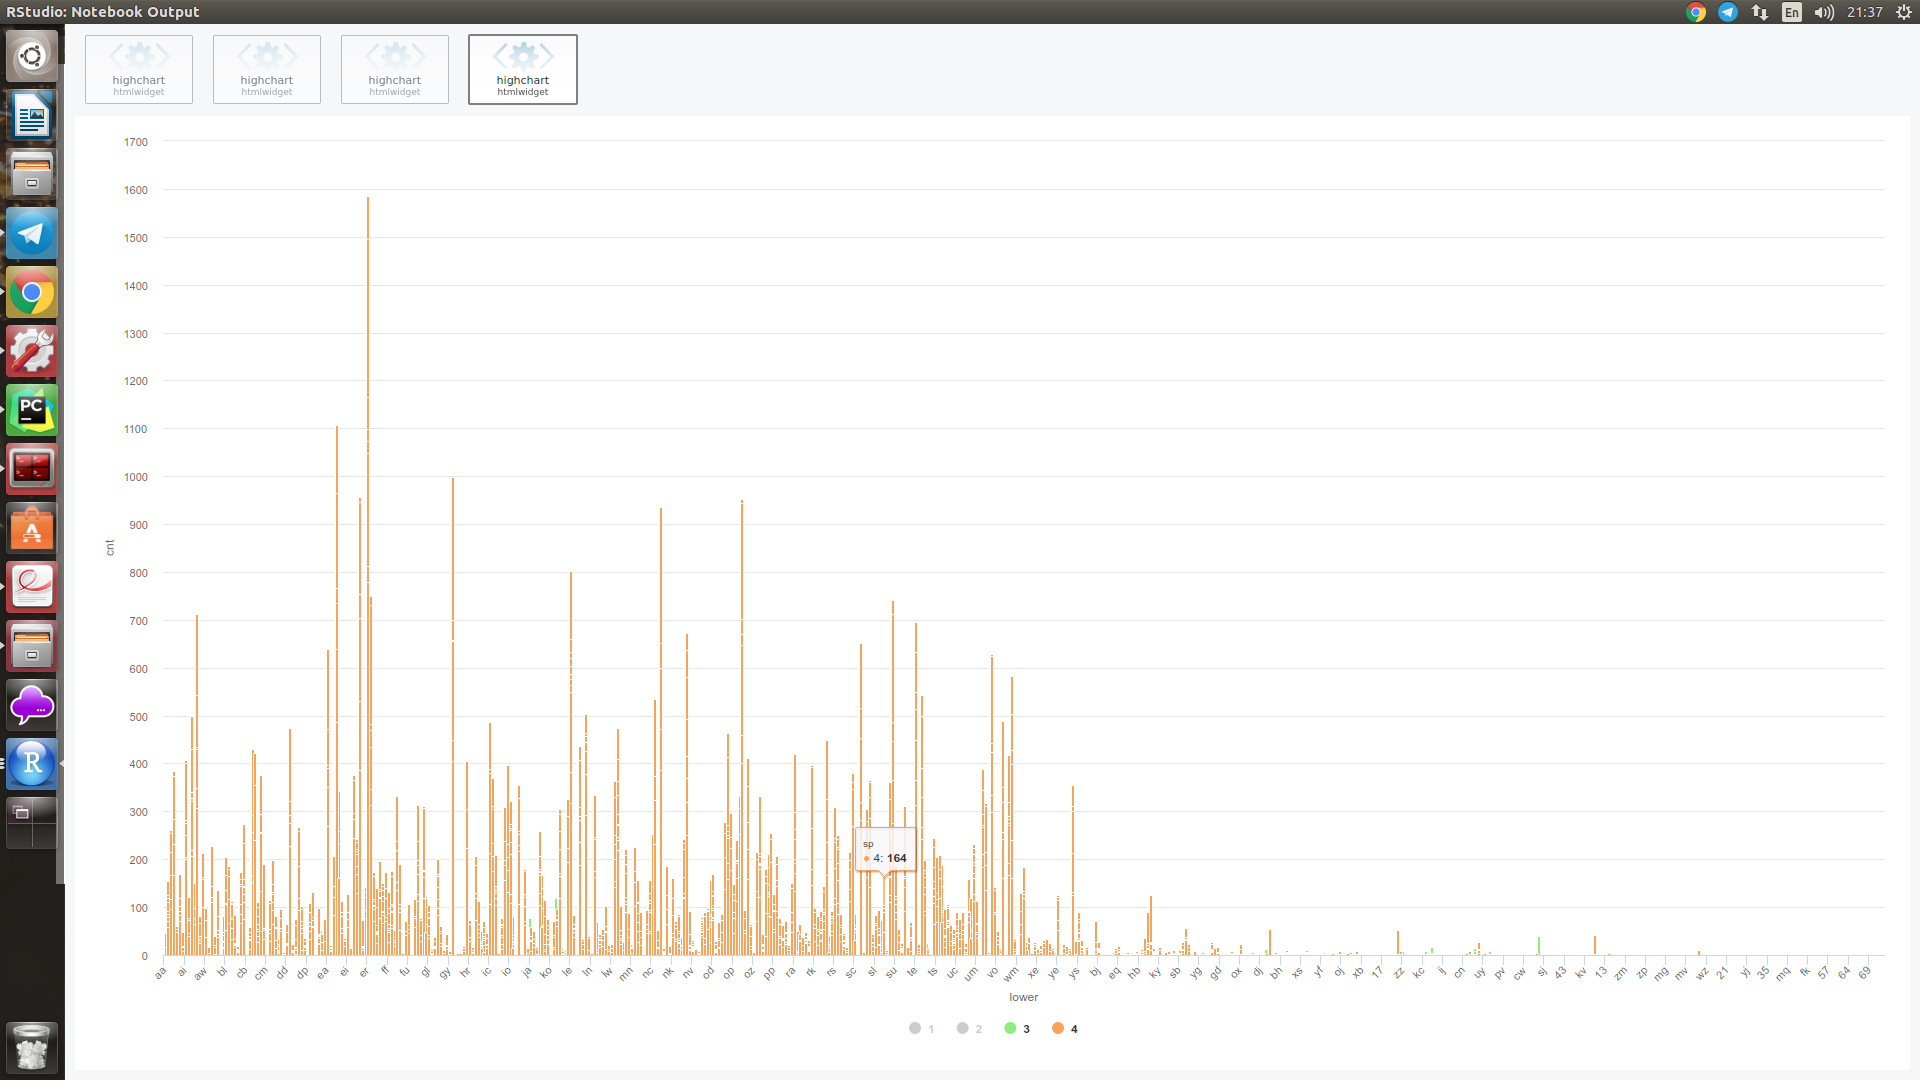 RStudio: Notebook Output
En
21:37
highchart
htmlwidget
highchart
htmlwidget
highchart
htmlwidget
highchart
htmlwidget
PC
A
R
1700
1600
1500
1400
1300
1200
1100
1000
900
800
700
600
500
400
300
200
100
0
cnt
sp
4: 164
aa ai aw bl cb cm dd dp ea ei er ff fu gl gy hr ic io ja ko le ln lw mn nc nk nv od op oz pp ra rk rs sc sl su te ts uc um vo wm xe ye ys bj eq hb ky sb yg gd ox dj bh xs yf oj xb 17 zz kc ij cn uy pv cw sj 43 kv 13 zm zp mg mv wz 21 yj 35 mq fk 57 64 69
lower
1 2 3 4